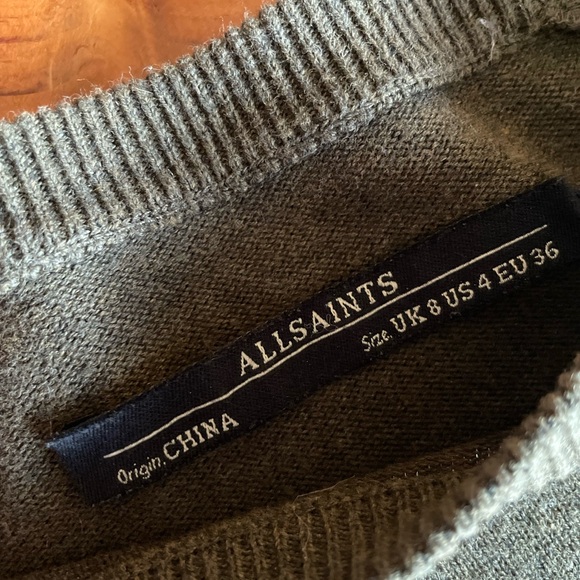 ALLSAINTS
Size. UK 8 US 4 EU 36
Origin. CHINA